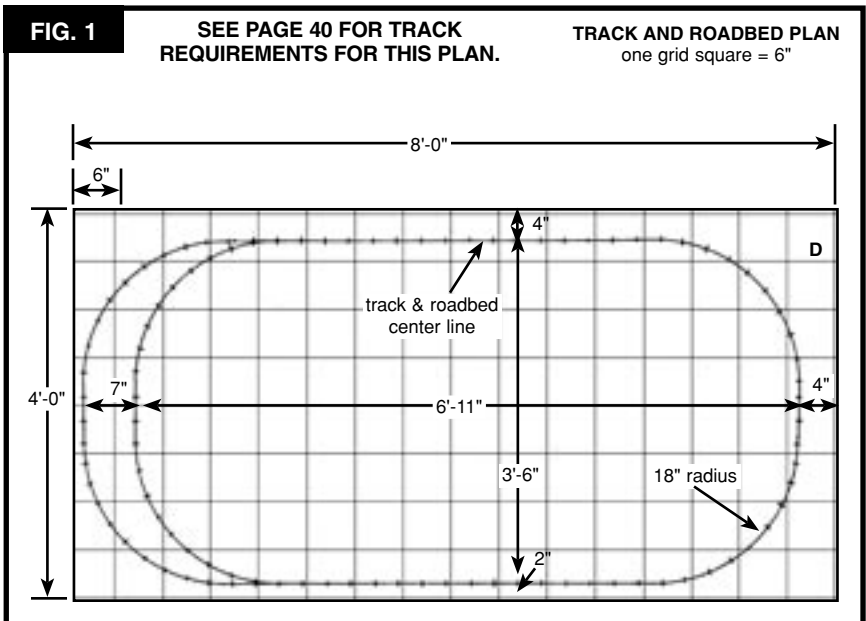 FIG. 1
SEE PAGE 40 FOR TRACK
REQUIREMENTS FOR THIS PLAN.
TRACK AND ROADBED PLAN
one grid square = 6"
8'-0"
6"
4"
D
track & roadbed
center line
4'-0"
7"
6'-11"
4"
3'-6"
18" radius
2"